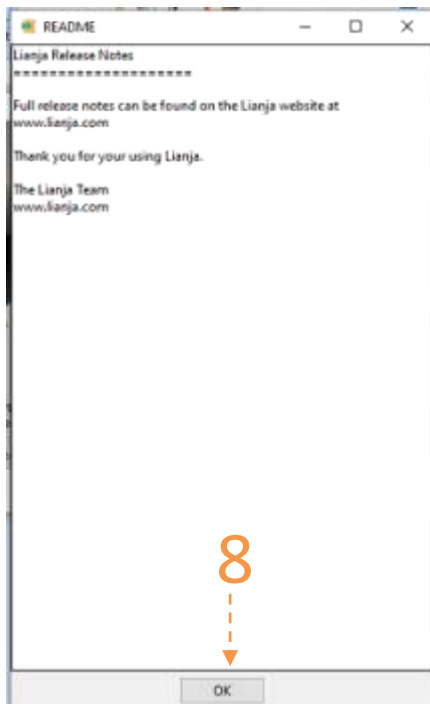 README
Lianja Release Notes
=====================
Full release notes can be found on the Lianja website at
www.lianja.com
Thank you for your using Lianja.
The Lianja Team
www.lianja.com
8
OK